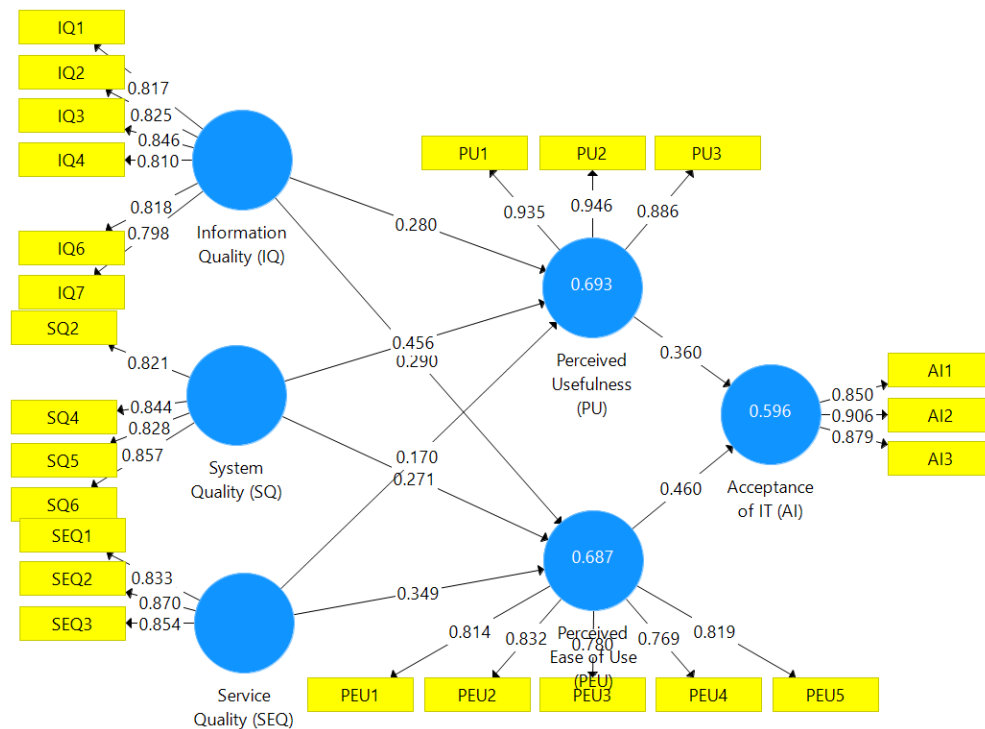 IQ1
IQ2
IQ3
IQ4
IQ6
IQ7
0.817
0.825
0.846
0.810
0.818
0.798
Information
Quality (IQ)
SQ2
SQ4
SQ5
SQ6
0.821
0.844
0.828
0.857
System
Quality (SQ)
SEQ1
SEQ2
SEQ3
0.833
0.870
0.854
Service
Quality (SEQ)
0.280
0.456
0.290
0.170
0.271
0.349
PU1
PU2
PU3
0.935
0.946
0.886
0.693
Perceived
Usefulness
(PU)
0.687
Perceived
Ease of Use
(PEU)
0.814
0.832
0.780
0.769
0.819
PEU1
PEU2
PEU3
PEU4
PEU5
0.360
0.460
0.596
Acceptance
of IT (AI)
0.850
0.906
0.879
AI1
AI2
AI3